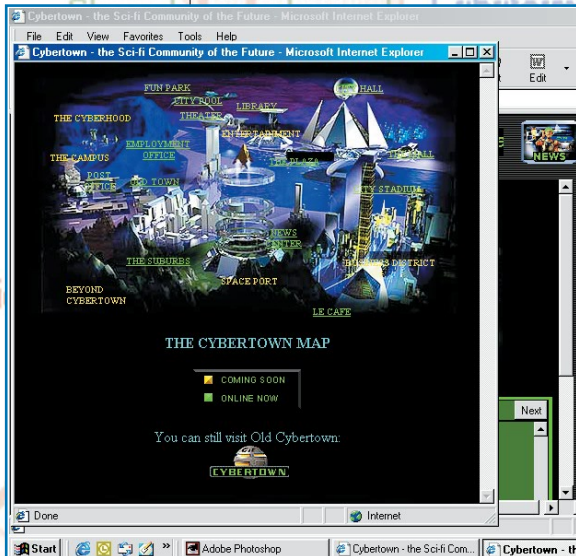 Cybertown - the Sci-fi Community of the Future - Microsoft Internet Explorer
File Edit View Favorites Tools Help
Cybertown - the Sci-fi Community of the Future - Microsoft Internet Explorer
Edit
NEWS
FUN PARK
HALL
CITY POOL
LIBRARY
THEATER
THE CYBERHOOD
ENTERTAINMENT
EMPLOYMENT
OFFICE
THE CAMPUS
THE PLAZA
THE MALL
POST
OFFICE
OLD TOWN
CITY STADIUM
NEWS
CENTER
THE SUBURBS
BUSINESS DISTRICT
SPACE PORT
BEYOND
CYBERTOWN
LE CAFE
THE CYBERTOWN MAP
COMING SOON
ONLINE NOW
Next
You can still visit Old Cybertown:
CYBERTOWN
Done
Internet
Start
Adobe Photoshop
Cybertown - the Sci-fi Com...
Cybertown - th